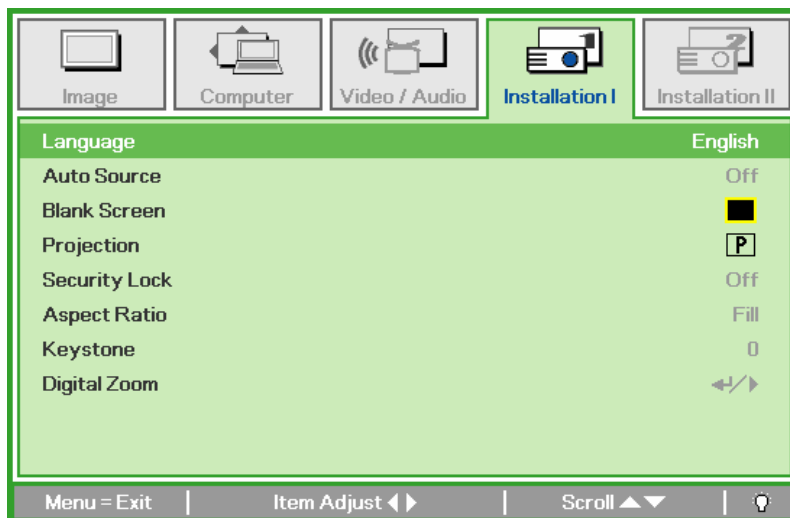 Image Computer Video / Audio Installation I Installation II
Language English
Auto Source Off
Blank Screen
Projection P
Security Lock Off
Aspect Ratio Fill
Keystone 0
Digital Zoom
Menu = Exit | Item Adjust | Scroll |